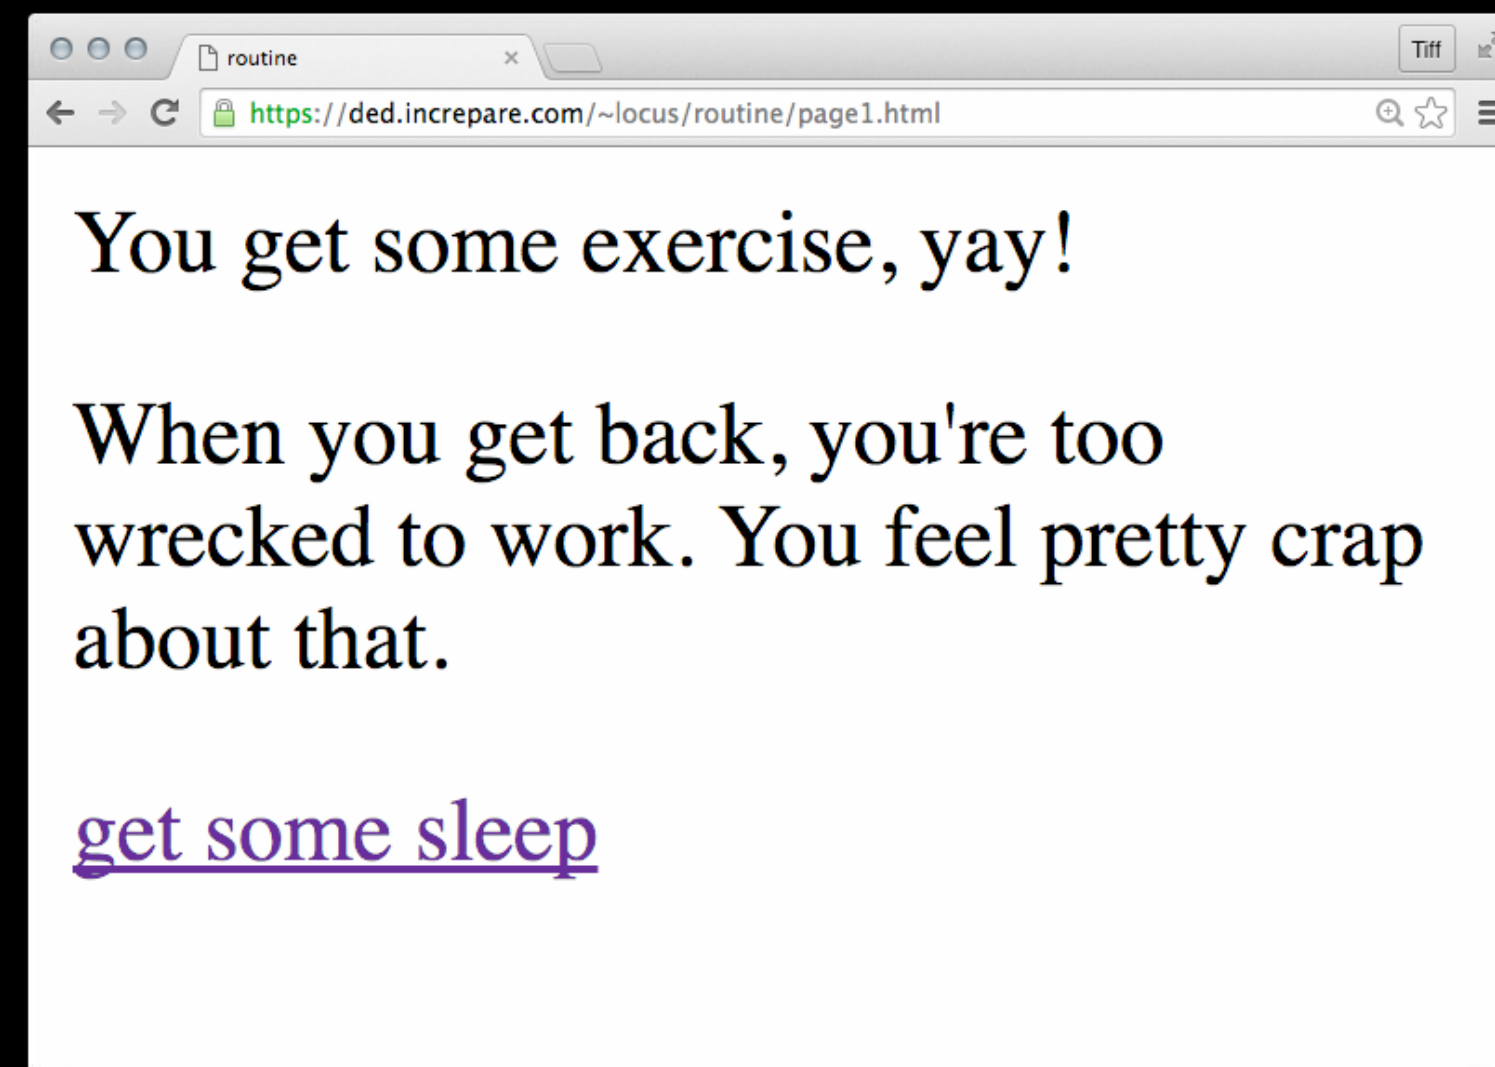 routine
Tiff
https://ded.increpare.com/~locus/routine/page1.html
You get some exercise, yay!
When you get back, you're too
wrecked to work. You feel pretty crap
about that.
get some sleep